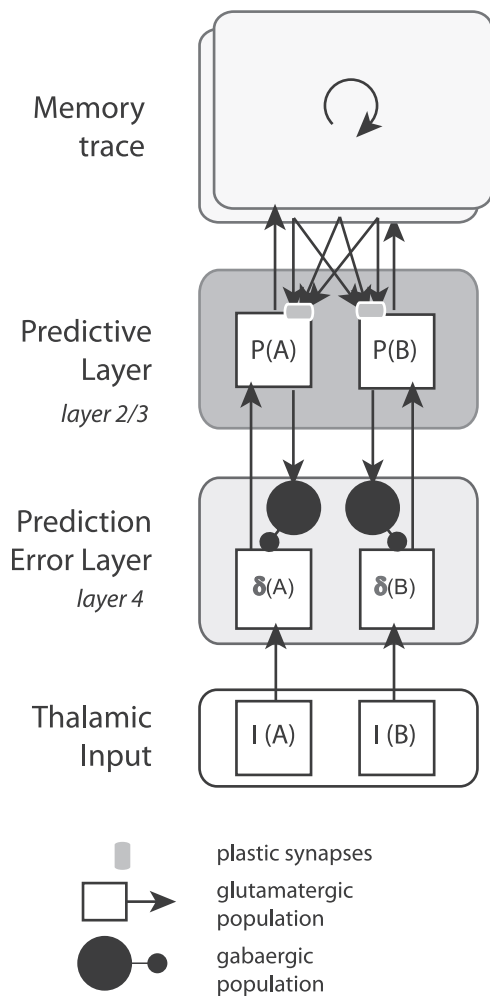 Memory
trace
Predictive
Layer
layer 2/3
P(A)
P(B)
Prediction
Error Layer
layer 4
δ(A)
δ(B)
Thalamic
Input
I (A)
I (B)
plastic synapses
glutamatergic
population
gabaergic
population